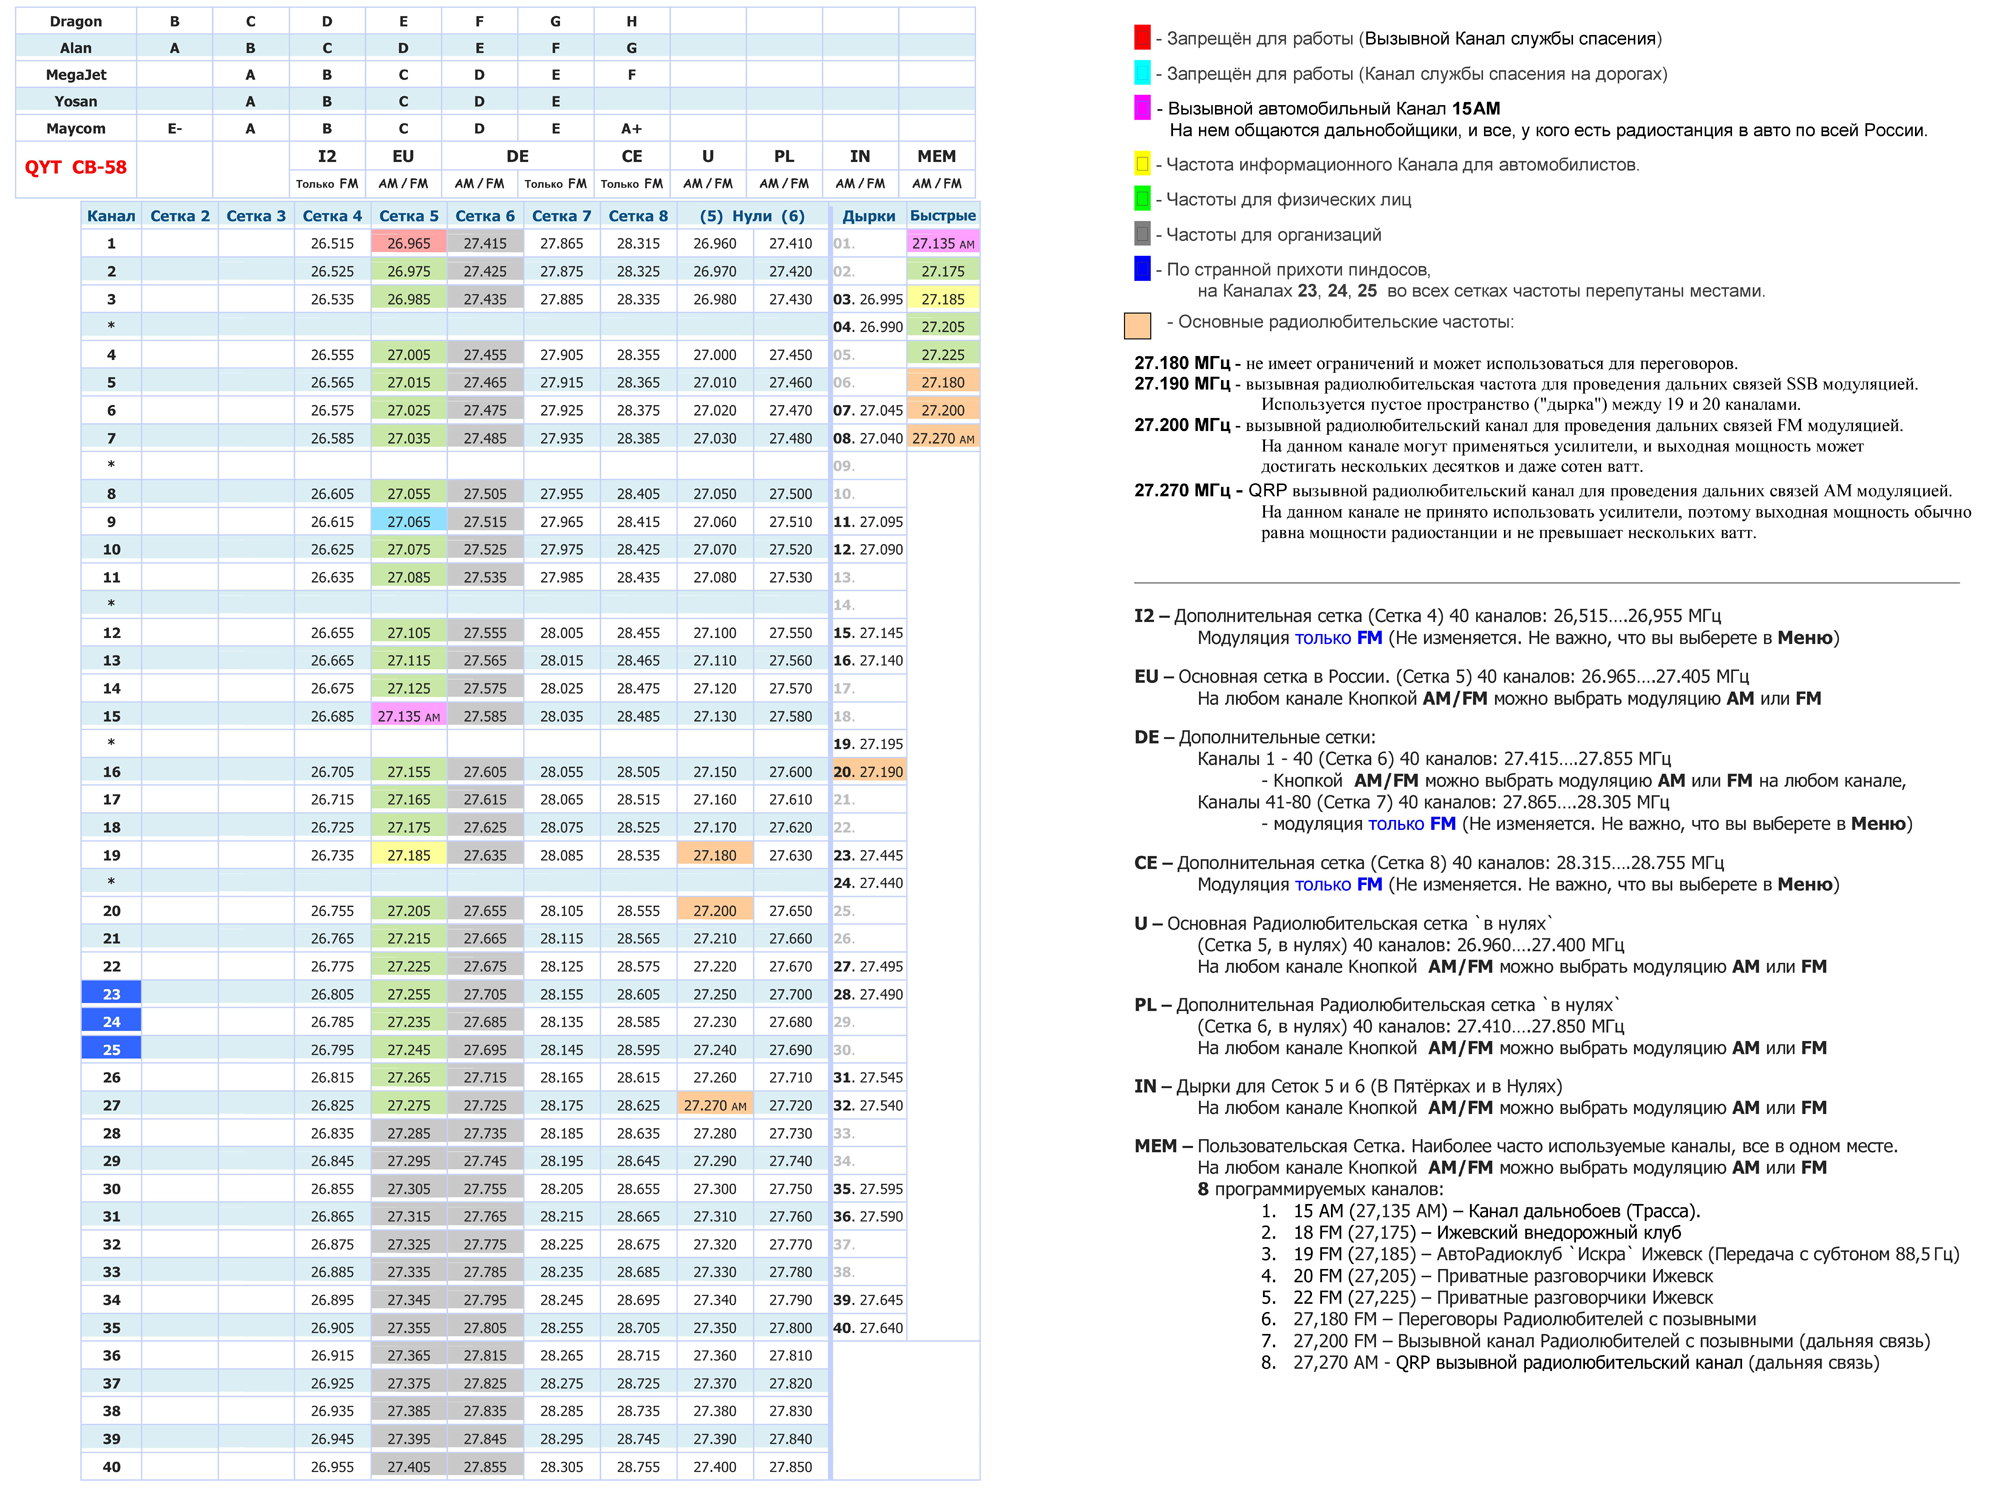 Dragon B C D E F G H
Alan A B C D E F G
MegaJet A B C D E F
Yosan A B C D E
Maycom E- A B C D E A+
QYT CB-58 I2 EU DE CE U PL IN MEM
Только FM AM / FM AM / FM Только FM Только FM AM / FM AM / FM AM / FM AM / FM
Канал Сетка 2 Сетка 3 Сетка 4 Сетка 5 Сетка 6 Сетка 7 Сетка 8 (5) Нули (6) Дырки Быстрые
1 26.515 26.965 27.415 27.865 28.315 26.960 27.410 01. 27.135 AM
2 26.525 26.975 27.425 27.875 28.325 26.970 27.420 02. 27.175
3 26.535 26.985 27.435 27.885 28.335 26.980 27.430 03. 26.995 27.185
* 04. 26.990 27.205
4 26.555 27.005 27.455 27.905 28.355 27.000 27.450 05. 27.225
5 26.565 27.015 27.465 27.915 28.365 27.010 27.460 06. 27.180
6 26.575 27.025 27.475 27.925 28.375 27.020 27.470 07. 27.045 27.200
7 26.585 27.035 27.485 27.935 28.385 27.030 27.480 08. 27.040 27.270 AM
* 09.
8 26.605 27.055 27.505 27.955 28.405 27.050 27.500 10.
9 26.615 27.065 27.515 27.965 28.415 27.060 27.510 11. 27.095
10 26.625 27.075 27.525 27.975 28.425 27.070 27.520 12. 27.090
11 26.635 27.085 27.535 27.985 28.435 27.080 27.530 13.
* 14.
12 26.655 27.105 27.555 28.005 28.455 27.100 27.550 15. 27.145
13 26.665 27.115 27.565 28.015 28.465 27.110 27.560 16. 27.140
14 26.675 27.125 27.575 28.025 28.475 27.120 27.570 17.
15 26.685 27.135 AM 27.585 28.035 28.485 27.130 27.580 18.
* 19. 27.195
16 26.705 27.155 27.605 28.055 28.505 27.150 27.600 20. 27.190
17 26.715 27.165 27.615 28.065 28.515 27.160 27.610 21.
18 26.725 27.175 27.625 28.075 28.525 27.170 27.620 22.
19 26.735 27.185 27.635 28.085 28.535 27.180 27.630 23. 27.445
* 24. 27.440
20 26.755 27.205 27.655 28.105 28.555 27.200 27.650 25.
21 26.765 27.215 27.665 28.115 28.565 27.210 27.660 26.
22 26.775 27.225 27.675 28.125 28.575 27.220 27.670 27. 27.495
23 26.805 27.255 27.705 28.155 28.605 27.250 27.700 28. 27.490
24 26.785 27.235 27.685 28.135 28.585 27.230 27.680 29.
25 26.795 27.245 27.695 28.145 28.595 27.240 27.690 30.
26 26.815 27.265 27.715 28.165 28.615 27.260 27.710 31. 27.545
27 26.825 27.275 27.725 28.175 28.625 27.270 AM 27.720 32. 27.540
28 26.835 27.285 27.735 28.185 28.635 27.280 27.730 33.
29 26.845 27.295 27.745 28.195 28.645 27.290 27.740 34.
30 26.855 27.305 27.755 28.205 28.655 27.300 27.750 35. 27.595
31 26.865 27.315 27.765 28.215 28.665 27.310 27.760 36. 27.590
32 26.875 27.325 27.775 28.225 28.675 27.320 27.770 37.
33 26.885 27.335 27.785 28.235 28.685 27.330 27.780 38.
34 26.895 27.345 27.795 28.245 28.695 27.340 27.790 39. 27.645
35 26.905 27.355 27.805 28.255 28.705 27.350 27.800 40. 27.640
36 26.915 27.365 27.815 28.265 28.715 27.360 27.810
37 26.925 27.375 27.825 28.275 28.725 27.370 27.820
38 26.935 27.385 27.835 28.285 28.735 27.380 27.830
39 26.945 27.395 27.845 28.295 28.745 27.390 27.840
40 26.955 27.405 27.855 28.305 28.755 27.400 27.850
- Запрещён для работы (Вызывной Канал службы спасения)
- Запрещён для работы (Канал службы спасения на дорогах)
- Вызывной автомобильный Канал 15АМ
На нем общаются дальнобойщики, и все, у кого есть радиостанция в авто по всей России.
- Частота информационного Канала для автомобилистов.
- Частоты для физических лиц
- Частоты для организаций
- По странной прихоти пиндосов,
на Каналах 23, 24, 25 во всех сетках частоты перепутаны местами.
- Основные радиолюбительские частоты:
27.180 МГц - не имеет ограничений и может использоваться для переговоров.
27.190 МГц - вызывная радиолюбительская частота для проведения дальних связей SSB модуляцией.
Используется пустое пространство ("дырка") между 19 и 20 каналами.
27.200 МГц - вызывной радиолюбительский канал для проведения дальних связей FM модуляцией.
На данном канале могут применяться усилители, и выходная мощность может
достигать нескольких десятков и даже сотен ватт.
27.270 МГц - QRP вызывной радиолюбительский канал для проведения дальних связей АМ модуляцией.
На данном канале не принято использовать усилители, поэтому выходная мощность обычно
равна мощности радиостанции и не превышает нескольких ватт.
I2 – Дополнительная сетка (Сетка 4) 40 каналов: 26,515….26,955 МГц
Модуляция только FM (Не изменяется. Не важно, что вы выберете в Меню)
EU – Основная сетка в России. (Сетка 5) 40 каналов: 26.965….27.405 МГц
На любом канале Кнопкой AM/FM можно выбрать модуляцию AM или FM
DE – Дополнительные сетки:
Каналы 1 - 40 (Сетка 6) 40 каналов: 27.415….27.855 МГц
- Кнопкой AM/FM можно выбрать модуляцию AM или FM на любом канале,
Каналы 41-80 (Сетка 7) 40 каналов: 27.865….28.305 МГц
- модуляция только FM (Не изменяется. Не важно, что вы выберете в Меню)
CE – Дополнительная сетка (Сетка 8) 40 каналов: 28.315….28.755 МГц
Модуляция только FM (Не изменяется. Не важно, что вы выберете в Меню)
U – Основная Радиолюбительская сетка `в нулях`
(Сетка 5, в нулях) 40 каналов: 26.960….27.400 МГц
На любом канале Кнопкой AM/FM можно выбрать модуляцию AM или FM
PL – Дополнительная Радиолюбительская сетка `в нулях`
(Сетка 6, в нулях) 40 каналов: 27.410….27.850 МГц
На любом канале Кнопкой AM/FM можно выбрать модуляцию AM или FM
IN – Дырки для Сеток 5 и 6 (В Пятёрках и в Нулях)
На любом канале Кнопкой AM/FM можно выбрать модуляцию AM или FM
MEM – Пользовательская Сетка. Наиболее часто используемые каналы, все в одном месте.
На любом канале Кнопкой AM/FM можно выбрать модуляцию AM или FM
8 программируемых каналов:
1. 15 AM (27,135 AM) – Канал дальнобоев (Трасса).
2. 18 FM (27,175) – Ижевский внедорожный клуб
3. 19 FM (27,185) – АвтоРадиоклуб `Искра` Ижевск (Передача с субтоном 88,5 Гц)
4. 20 FM (27,205) – Приватные разговорчики Ижевск
5. 22 FM (27,225) – Приватные разговорчики Ижевск
6. 27,180 FM – Переговоры Радиолюбителей с позывными
7. 27,200 FM – Вызывной канал Радиолюбителей с позывными (дальняя связь)
8. 27,270 AM - QRP вызывной радиолюбительский канал (дальняя связь)